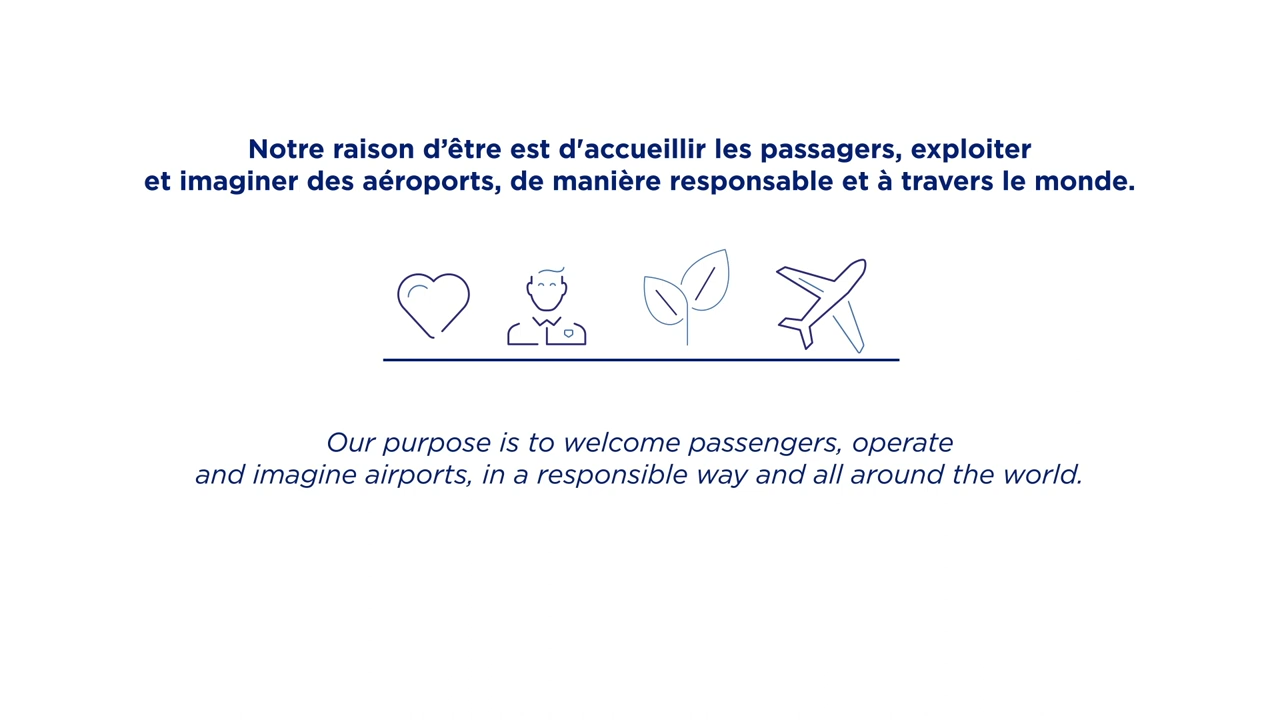 Notre raison d’être est d'accueillir les passagers, exploiter
et imaginer des aéroports, de manière responsable et à travers le monde.
Our purpose is to welcome passengers, operate
and imagine airports, in a responsible way and all around the world.